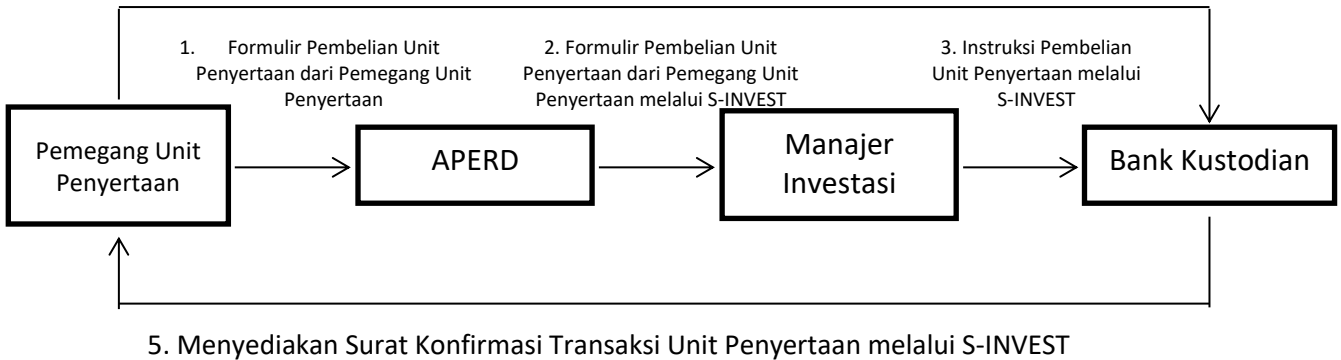 1. Formulir Pembelian Unit
Penyertaan dari Pemegang Unit
Penyertaan
2. Formulir Pembelian Unit
Penyertaan dari Pemegang Unit
Penyertaan melalui S-INVEST
3. Instruksi Pembelian
Unit Penyertaan melalui
S-INVEST
Pemegang Unit
Penyertaan
APERD
Manajer
Investasi
Bank Kustodian
5. Menyediakan Surat Konfirmasi Transaksi Unit Penyertaan melalui S-INVEST